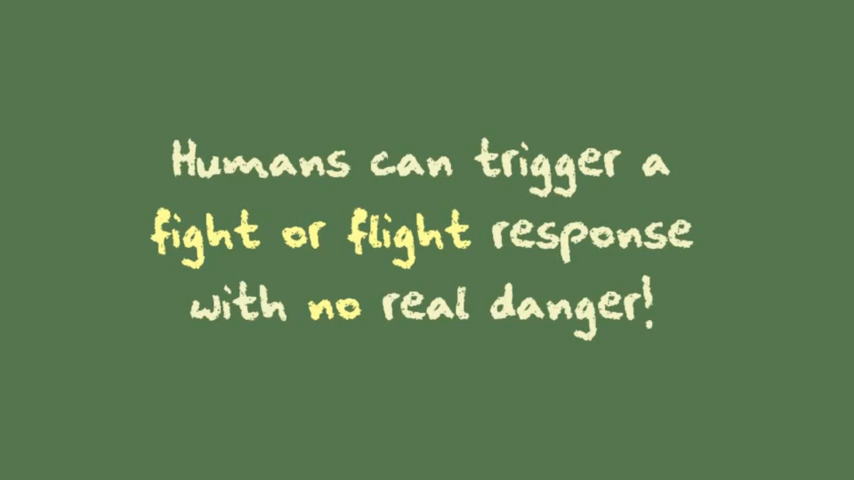 Humans can trigger a
fight or flight response
with no real danger!